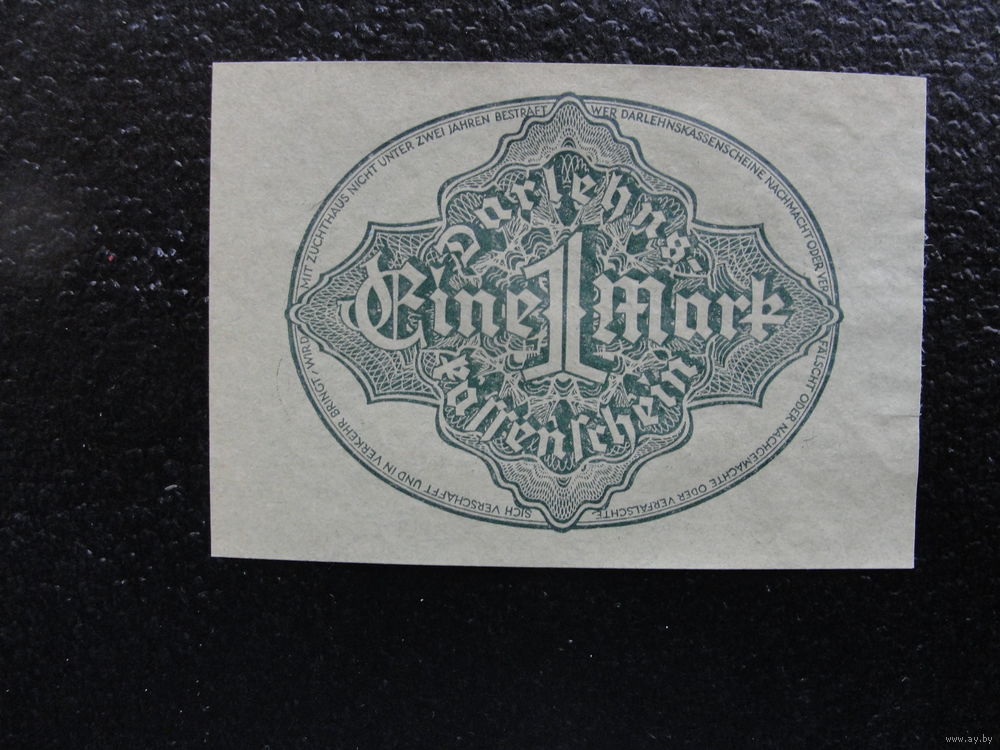 WER DARLEHNSKASSENSCHEINE NACHMACHT ODER VER
FÄLSCHT ODER NACHGEMACHTE ODER VERFÄLSCHTE
SICH VERSCHAFFT UND IN VERKEHR BRINGT, WIRD
MIT ZUCHTHAUS NICHT UNTER ZWEI JAHREN BESTRAFT
Darlehns-
Eine 1 Mark
kassenschein
www.ay.by